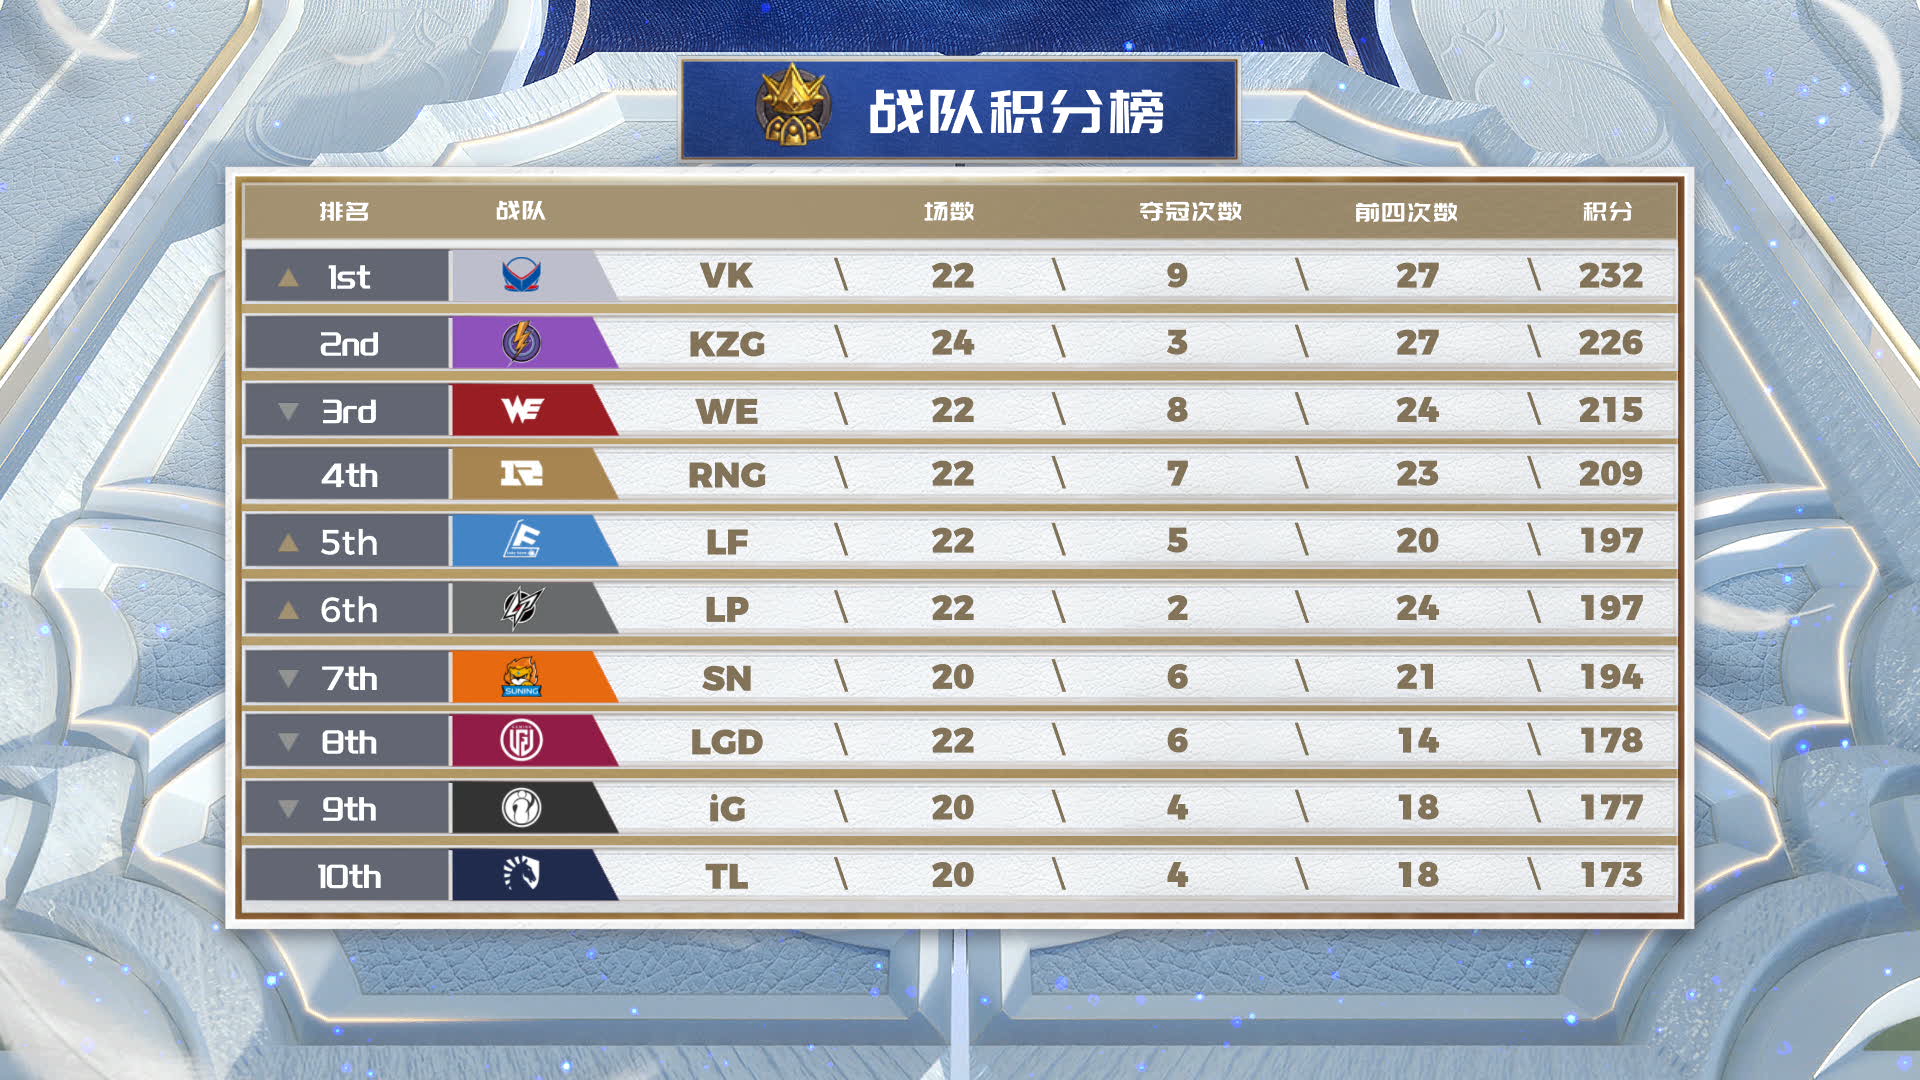 战队积分榜
排名 战队 场数 夺冠次数 前四次数 积分
1st VK \ 22 \ 9 \ 27 \ 232
2nd KZG \ 24 \ 3 \ 27 \ 226
3rd WE WE \ 22 \ 8 \ 24 \ 215
4th R RNG \ 22 \ 7 \ 23 \ 209
5th F LF \ 22 \ 5 \ 20 \ 197
6th LP LP \ 22 \ 2 \ 24 \ 197
7th SUNING SN \ 20 \ 6 \ 21 \ 194
8th LGD \ 22 \ 6 \ 14 \ 178
9th iG \ 20 \ 4 \ 18 \ 177
10th TL \ 20 \ 4 \ 18 \ 173